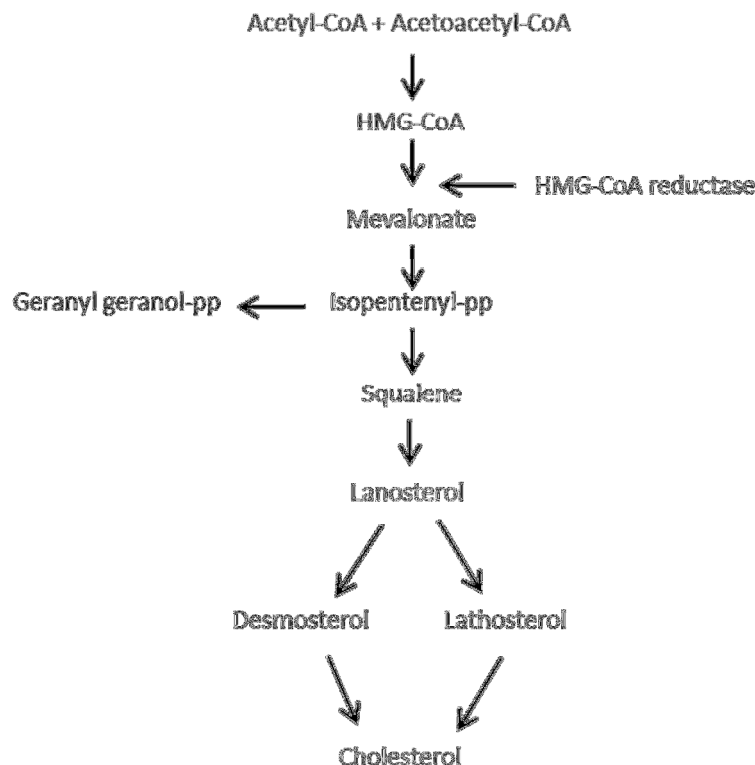 Acetyl-CoA + Acetoacetyl-CoA
HMG-CoA
HMG-CoA reductase
Mevalonate
Geranyl geranol-pp
Isopentenyl-pp
Squalene
Lanosterol
Desmosterol
Lathosterol
Cholesterol